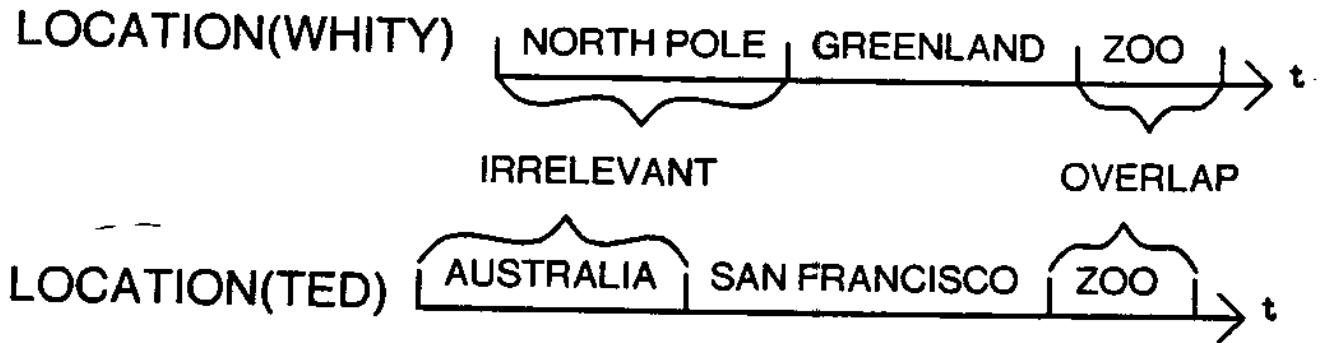 LOCATION(WHITY) NORTH POLE GREENLAND ZOO t
IRRELEVANT OVERLAP
LOCATION(TED) AUSTRALIA SAN FRANCISCO ZOO t